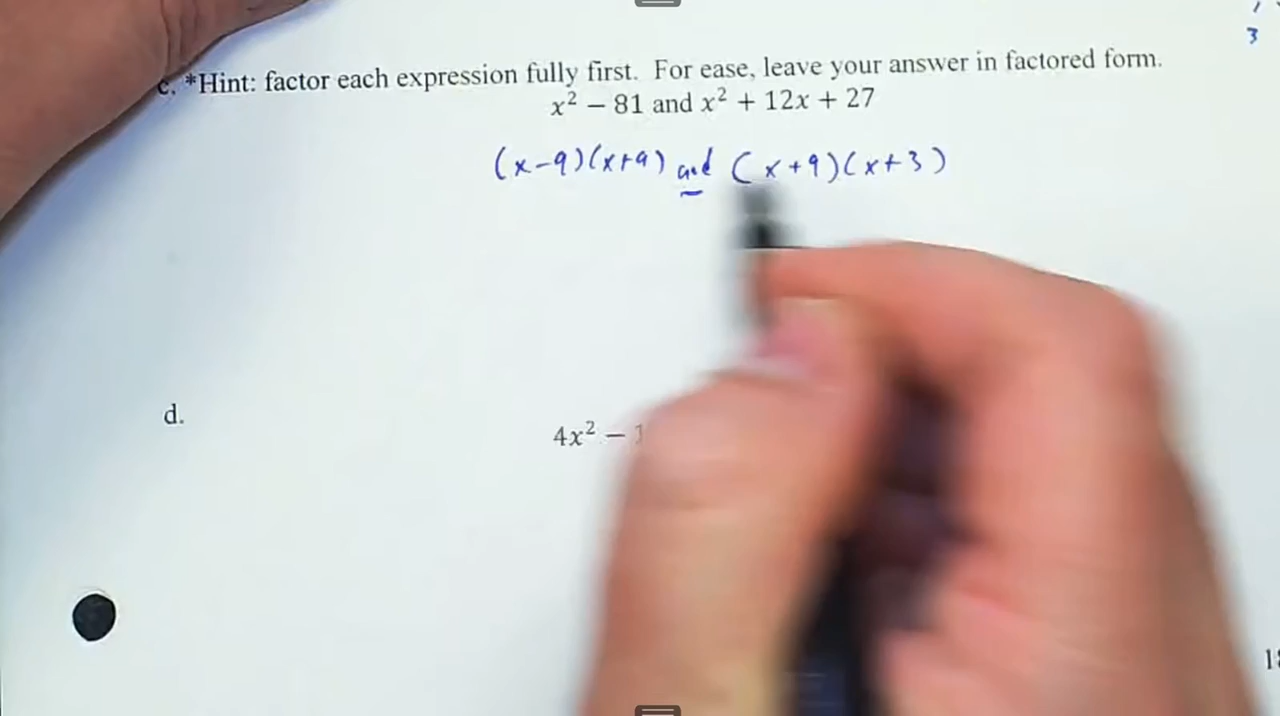 3
c. *Hint: factor each expression fully first. For ease, leave your answer in factored form.
x² − 81 and x² + 12x + 27
(x-9)(x+9) and (x+9)(x+3)
d.
4x² −